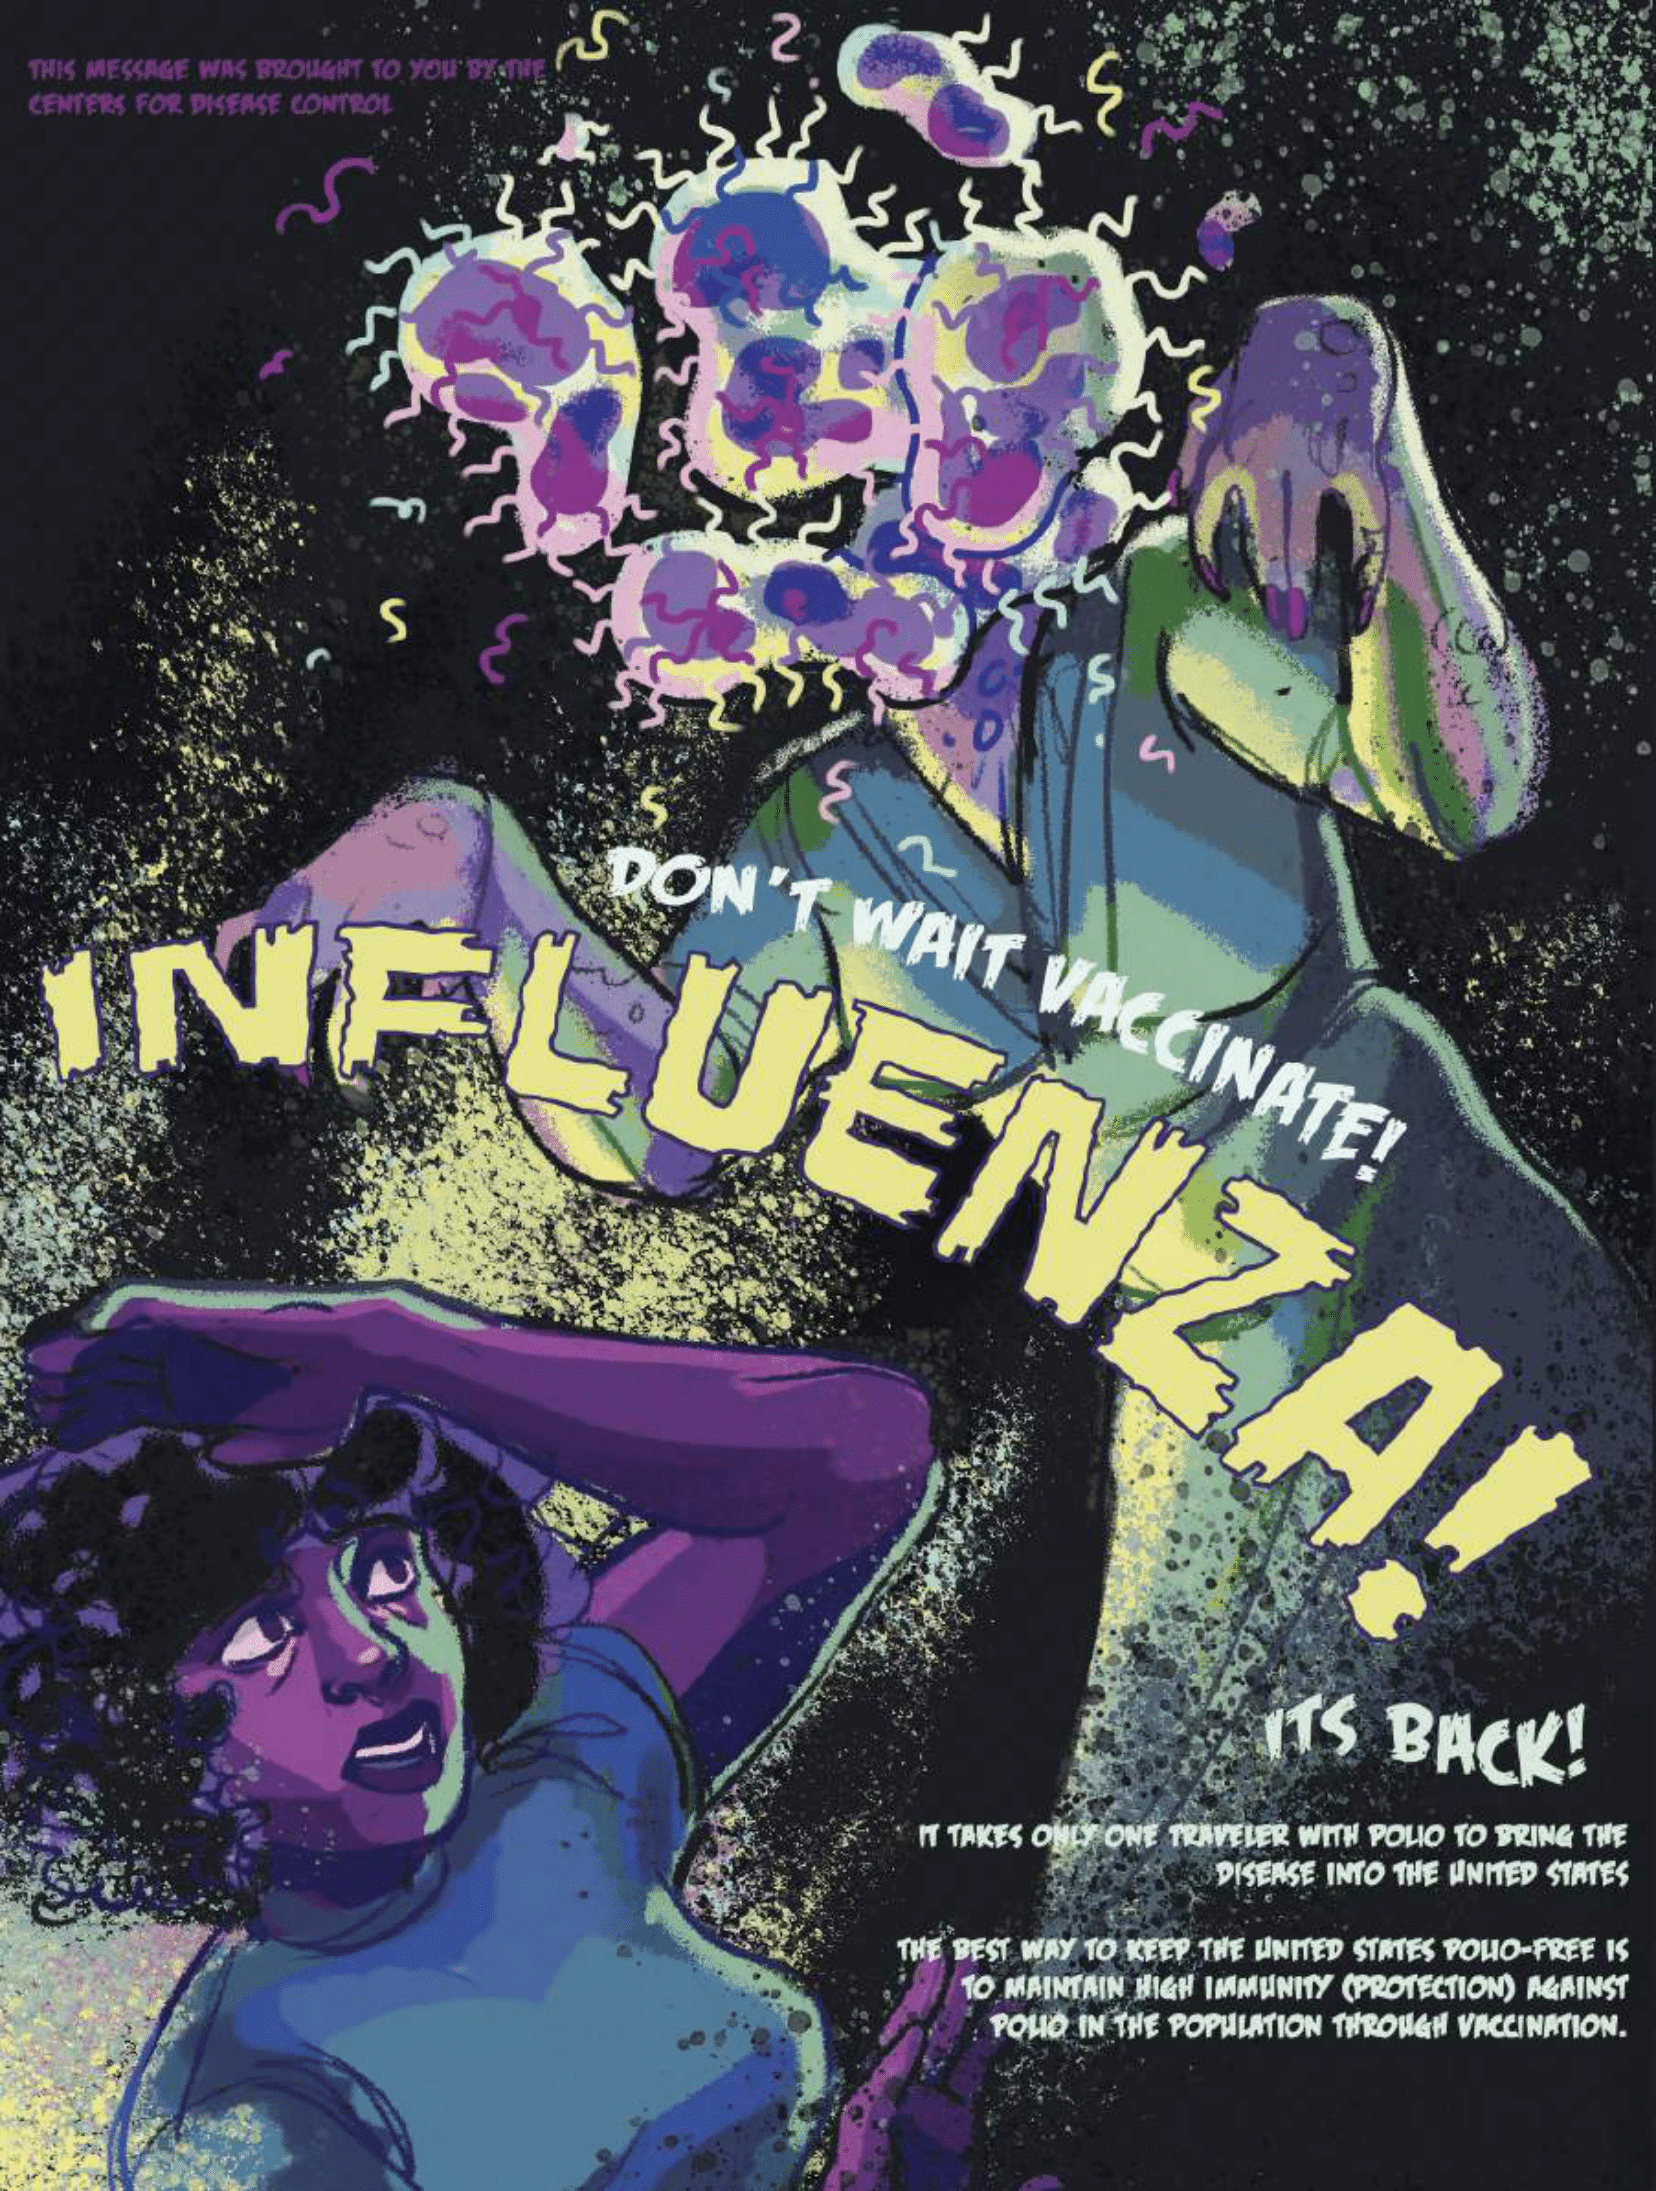 THIS MESSAGE WAS BROUGHT TO YOU BY THE
CENTERS FOR DISEASE CONTROL
DON'T WAIT VACCINATE!
INFLUENZA!
ITS BACK!
IT TAKES ONLY ONE TRAVELER WITH POLIO TO BRING THE
DISEASE INTO THE UNITED STATES
THE BEST WAY TO KEEP THE UNITED STATES POLIO-FREE IS
TO MAINTAIN HIGH IMMUNITY (PROTECTION) AGAINST
POLIO IN THE POPULATION THROUGH VACCINATION.